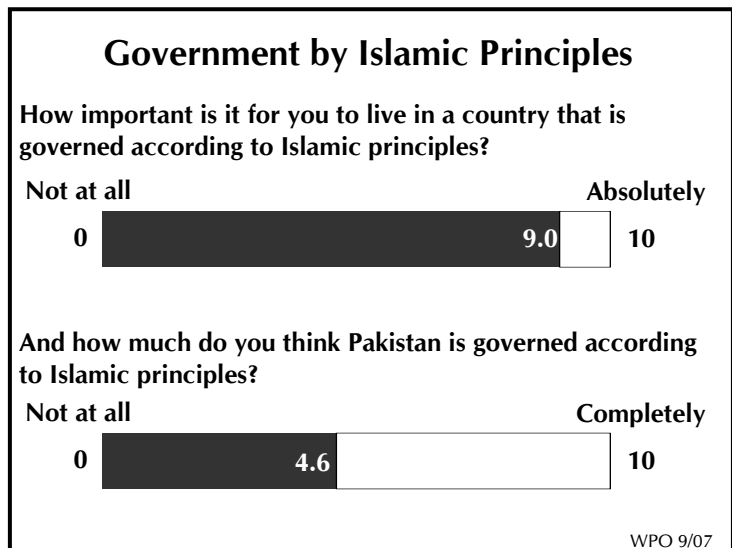 Government by Islamic Principles
How important is it for you to live in a country that is
governed according to Islamic principles?
Not at all Absolutely
0 9.0 10
And how much do you think Pakistan is governed according
to Islamic principles?
Not at all Completely
0 4.6 10
WPO 9/07